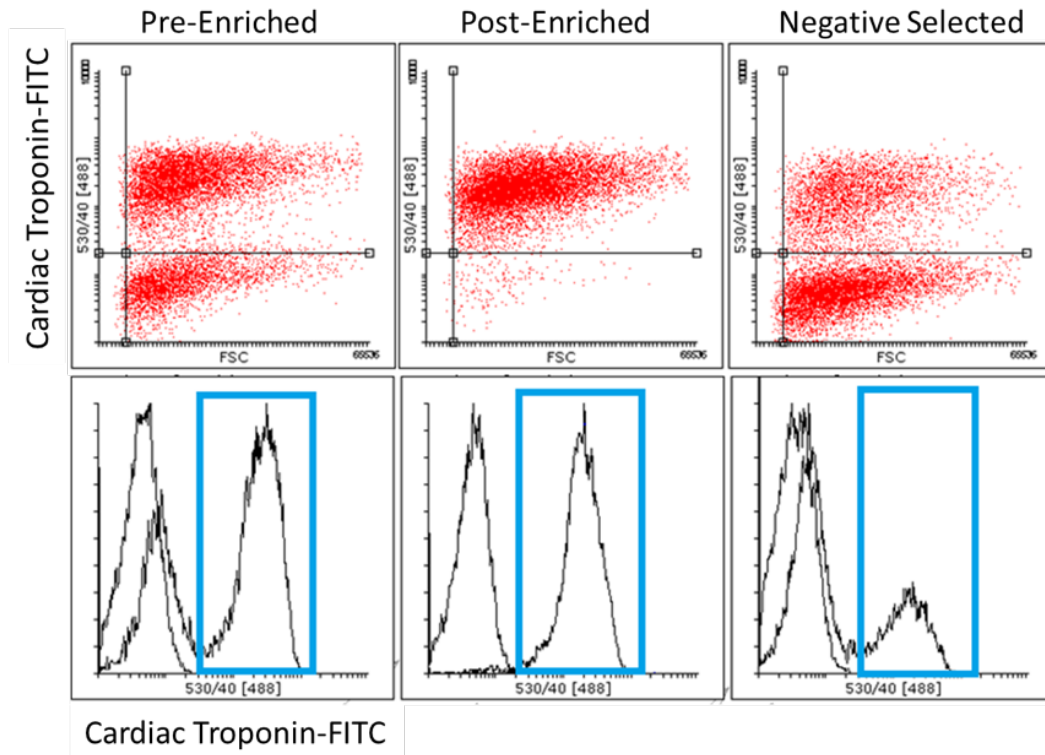 Pre-Enriched
Post-Enriched
Negative Selected
Cardiac Troponin-FITC
530/40 [488]
530/40 [488]
530/40 [488]
FSC
65536
FSC
65536
FSC
65536
530/40 [488]
530/40 [488]
530/40 [488]
Cardiac Troponin-FITC